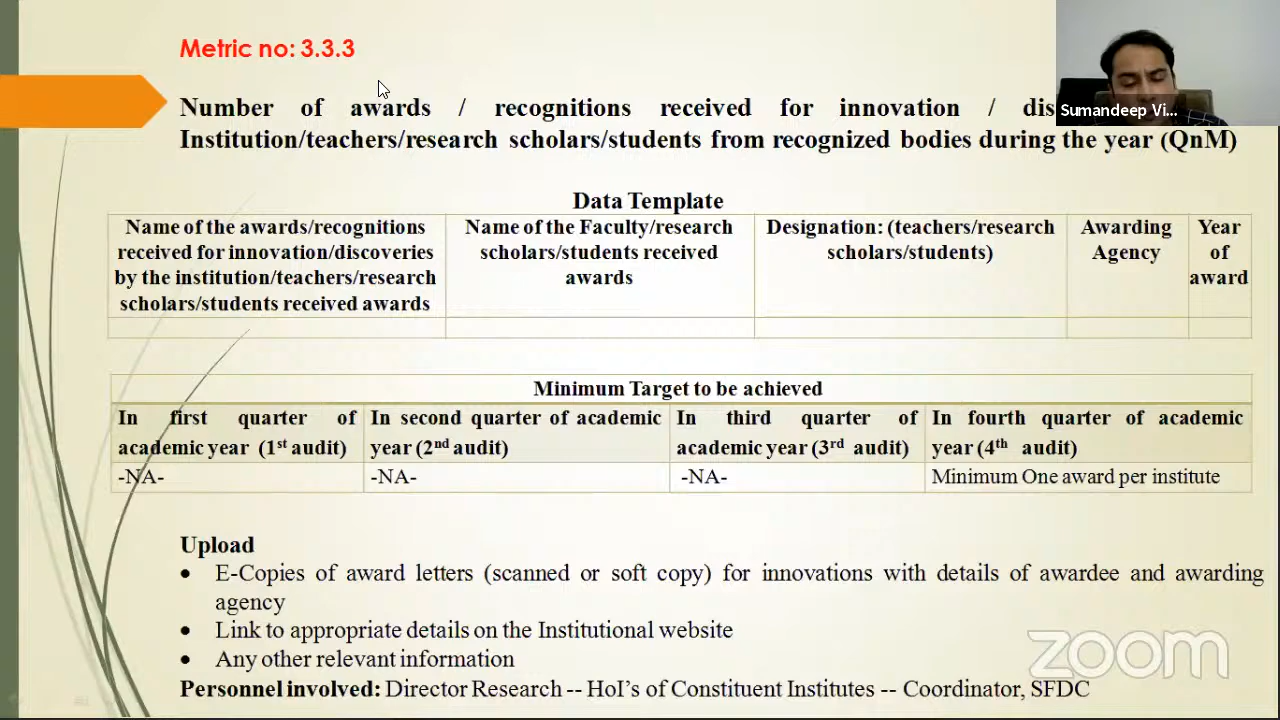 Metric no: 3.3.3
Number of awards / recognitions received for innovation /
Institution/teachers/research scholars/students from recognized bodies during the year (QnM)
Sumandeep Vi...
Data Template
Name of the awards/recognitions received for innovation/discoveries by the institution/teachers/research scholars/students received awards
Name of the Faculty/research scholars/students received awards
Designation: (teachers/research scholars/students)
Awarding Agency
Year of award
Minimum Target to be achieved
In first quarter of academic year (1st audit)
In second quarter of academic year (2nd audit)
In third quarter of academic year (3rd audit)
In fourth quarter of academic year (4th audit)
-NA-
-NA-
-NA-
Minimum One award per institute
Upload
• E-Copies of award letters (scanned or soft copy) for innovations with details of awardee and awarding
agency
• Link to appropriate details on the Institutional website
• Any other relevant information
Personnel involved: Director Research -- HoI's of Constituent Institutes -- Coordinator, SFDC
zoom